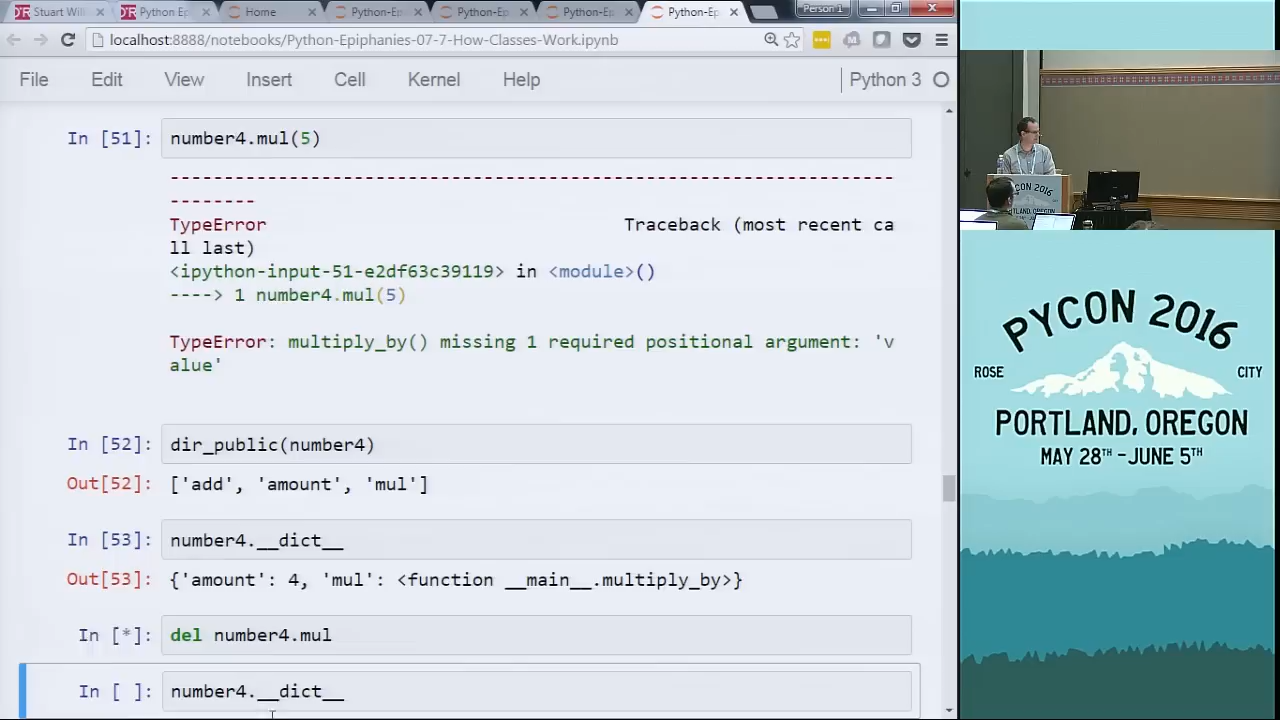 Stuart Will
Python Ep
Home
Python-Ep
Python-Ep
Python-Ep
Python-Ep
Person 1
localhost:8888/notebooks/Python-Epiphanies-07-7-How-Classes-Work.ipynb
File Edit View Insert Cell Kernel Help Python 3
In [51]: number4.mul(5)
---------------------------------------------------------------------------
TypeError Traceback (most recent ca
ll last)
<ipython-input-51-e2df63c39119> in <module>()
----> 1 number4.mul(5)
TypeError: multiply_by() missing 1 required positional argument: 'v
alue'
In [52]: dir_public(number4)
Out[52]: ['add', 'amount', 'mul']
In [53]: number4.__dict__
Out[53]: {'amount': 4, 'mul': <function __main__.multiply_by>}
In [*]: del number4.mul
In [ ]: number4.__dict__
CON 2016
PORTLAND, OREGON
PYCON 2016
ROSE CITY
PORTLAND, OREGON
MAY 28TH - JUNE 5TH